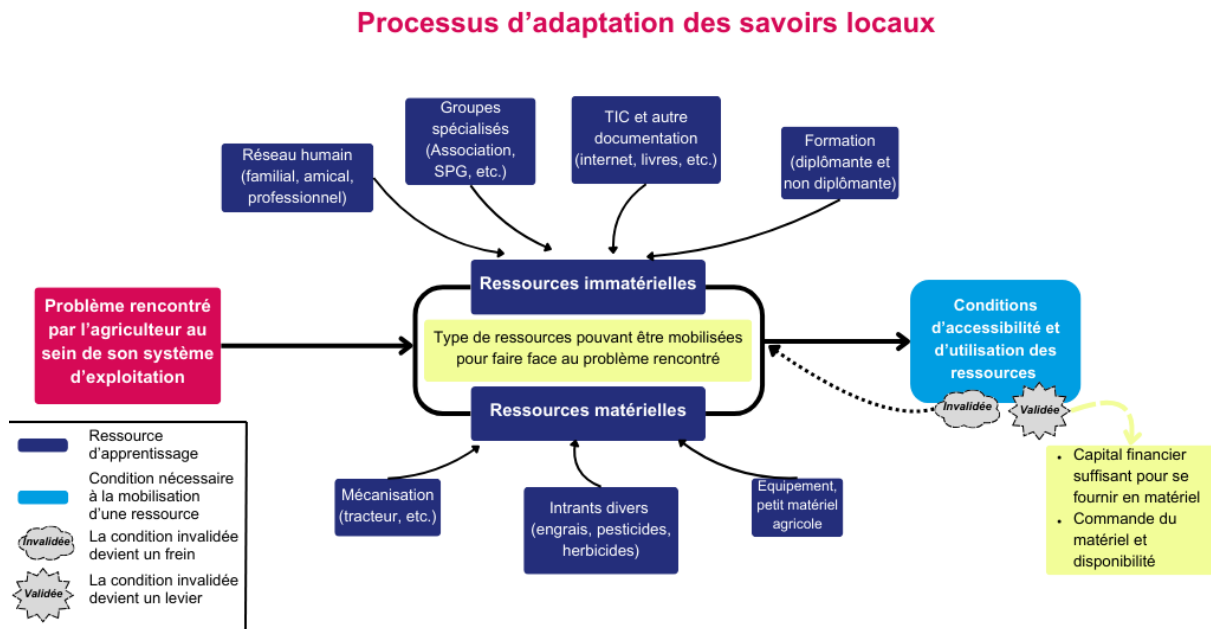 Processus d'adaptation des savoirs locaux
Réseau humain
(familial, amical,
professionnel)
Groupes
spécialisés
(Association,
SPG, etc.)
TIC et autre
documentation
(internet, livres, etc.)
Formation
(diplômante et
non diplômante)
Problème rencontré
par l'agriculteur au
sein de son système
d'exploitation
Ressources immatérielles
Type de ressources pouvant être mobilisées
pour faire face au problème rencontré
Ressources matérielles
Conditions
d'accessibilité et
d'utilisation des
ressources
Invalidée
Validée
• Capital financier
suffisant pour se
fournir en matériel
• Commande du
matériel et
disponibilité
Mécanisation
(tracteur, etc.)
Intrants divers
(engrais, pesticides,
herbicides)
Equipement,
petit matériel
agricole
Ressource
d'apprentissage
Condition nécessaire
à la mobilisation
d'une ressource
Invalidée
La condition invalidée
devient un frein
Validée
La condition invalidée
devient un levier